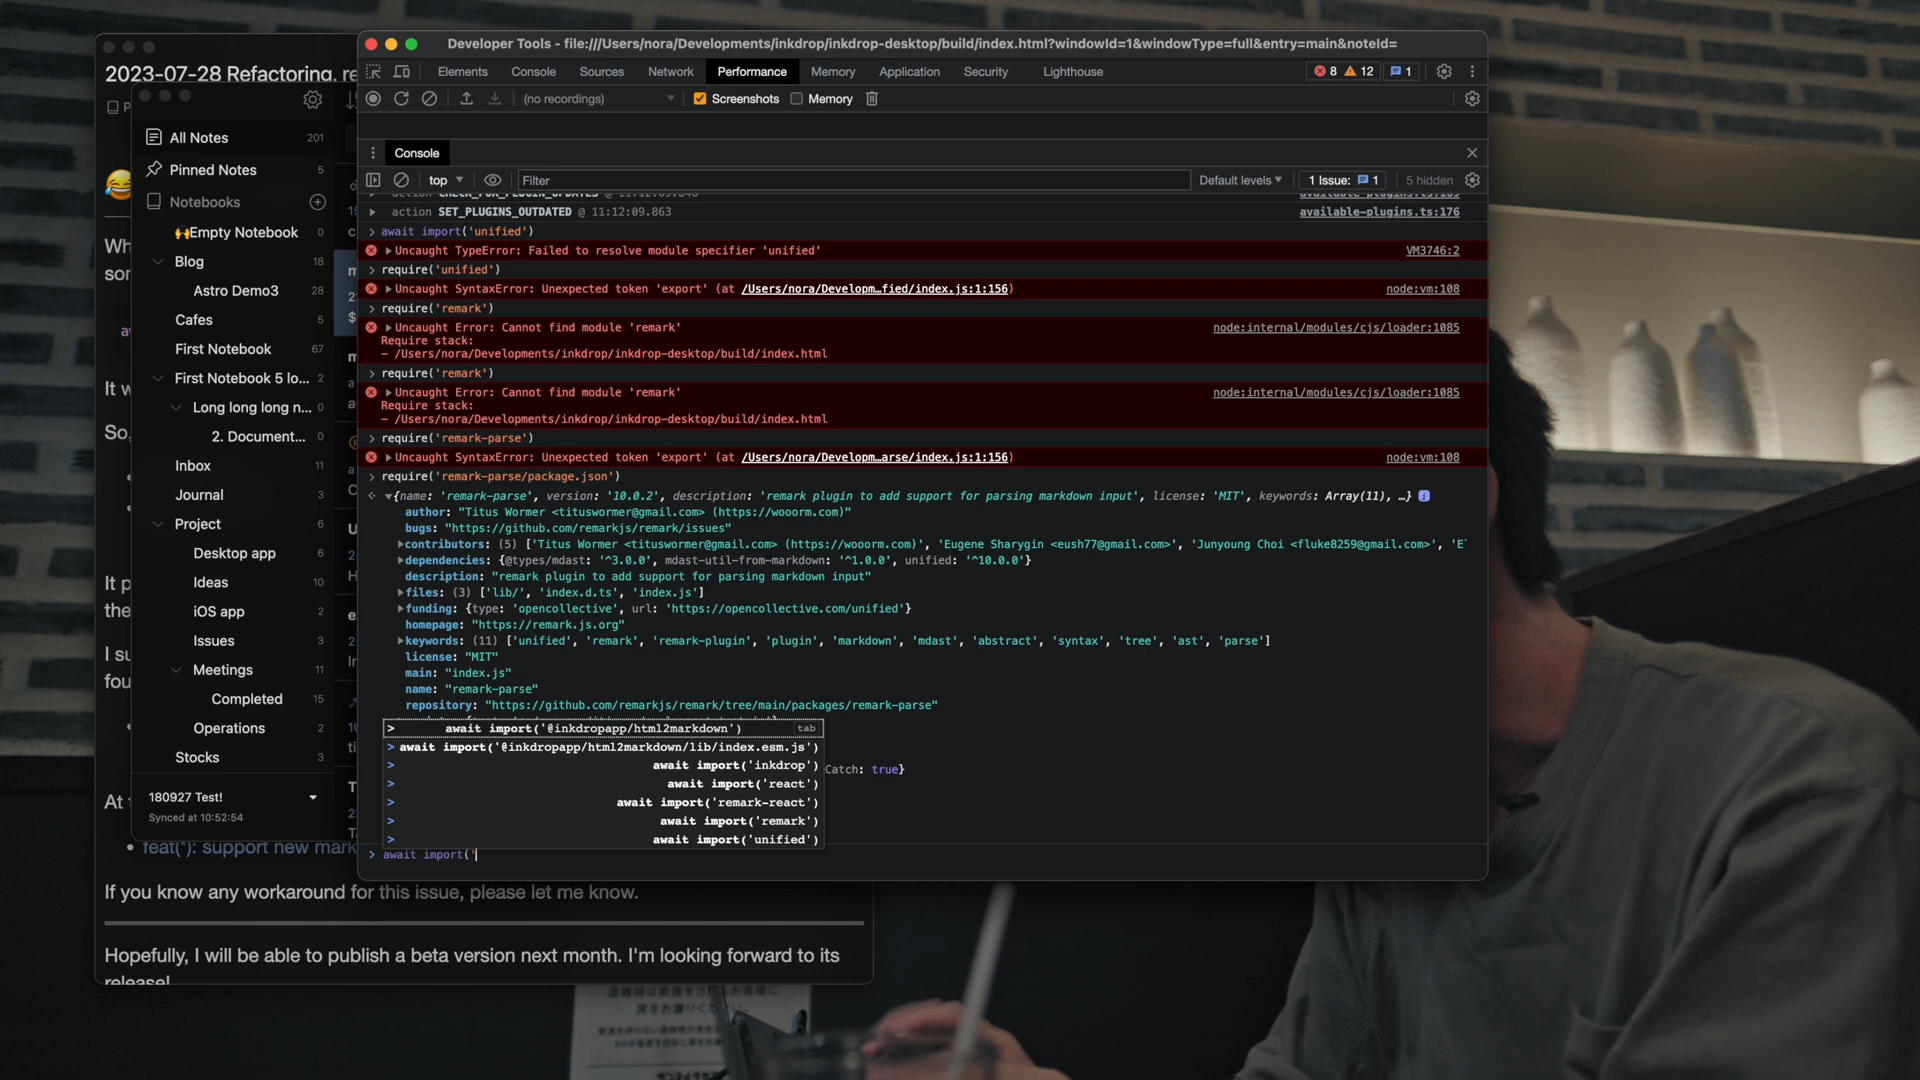 2023-07-28 Refactoring, re
Wh
son
It w
So,
It p
the
I su
fou
At t
feat(*): support new mark
If you know any workaround for this issue, please let me know.
Hopefully, I will be able to publish a beta version next month. I'm looking forward to its
release!
All Notes 201
Pinned Notes 5
Notebooks
🙌Empty Notebook 0
Blog 18
Astro Demo3 28
Cafes 5
First Notebook 67
First Notebook 5 lo... 2
Long long long n... 0
2. Document... 0
Inbox 11
Journal 3
Project 6
Desktop app 6
Ideas 10
iOS app 2
Issues 3
Meetings 11
Completed 15
Operations 2
Stocks 3
180927 Test!
Synced at 10:52:54
Developer Tools - file:///Users/nora/Developments/inkdrop/inkdrop-desktop/build/index.html?windowId=1&windowType=full&entry=main&noteId=
Elements Console Sources Network Performance Memory Application Security Lighthouse 8 12 1
(no recordings) Screenshots Memory
Console
top Filter Default levels 1 Issue: 1 5 hidden
action CHECK_FOR_PLUGIN_UPDATES @ 11:12:09.648 available-plugins.ts:165
action SET_PLUGINS_OUTDATED @ 11:12:09.863 available-plugins.ts:176
> await import('unified')
Uncaught TypeError: Failed to resolve module specifier 'unified' VM3746:2
> require('unified')
Uncaught SyntaxError: Unexpected token 'export' (at /Users/nora/Developm…fied/index.js:1:156) node:vm:108
> require('remark')
Uncaught Error: Cannot find module 'remark' node:internal/modules/cjs/loader:1085
Require stack:
- /Users/nora/Developments/inkdrop/inkdrop-desktop/build/index.html
> require('remark')
Uncaught Error: Cannot find module 'remark' node:internal/modules/cjs/loader:1085
Require stack:
- /Users/nora/Developments/inkdrop/inkdrop-desktop/build/index.html
> require('remark-parse')
Uncaught SyntaxError: Unexpected token 'export' (at /Users/nora/Developm…arse/index.js:1:156) node:vm:108
> require('remark-parse/package.json')
{name: 'remark-parse', version: '10.0.2', description: 'remark plugin to add support for parsing markdown input', license: 'MIT', keywords: Array(11), …}
author: "Titus Wormer <tituswormer@gmail.com> (https://wooorm.com)"
bugs: "https://github.com/remarkjs/remark/issues"
contributors: (5) ['Titus Wormer <tituswormer@gmail.com> (https://wooorm.com)', 'Eugene Sharygin <eush77@gmail.com>', 'Junyoung Choi <fluke8259@gmail.com>', 'E
dependencies: {@types/mdast: '^3.0.0', mdast-util-from-markdown: '^1.0.0', unified: '^10.0.0'}
description: "remark plugin to add support for parsing markdown input"
files: (3) ['lib/', 'index.d.ts', 'index.js']
funding: {type: 'opencollective', url: 'https://opencollective.com/unified'}
homepage: "https://remark.js.org"
keywords: (11) ['unified', 'remark', 'remark-plugin', 'plugin', 'markdown', 'mdast', 'abstract', 'syntax', 'tree', 'ast', 'parse']
license: "MIT"
main: "index.js"
name: "remark-parse"
repository: "https://github.com/remarkjs/remark/tree/main/packages/remark-parse"
> await import('@inkdropapp/html2markdown') tab
> await import('@inkdropapp/html2markdown/lib/index.esm.js')
> await import('inkdrop') Catch: true}
> await import('react')
> await import('remark-react')
> await import('remark')
> await import('unified')
> await import('